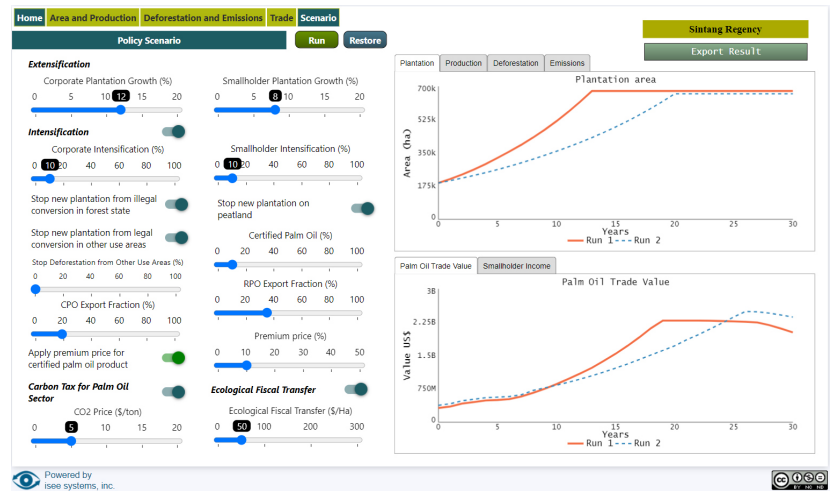 Home Area and Production Deforestation and Emissions Trade Scenario
Policy Scenario
Run
Restore
Sintang Regency
Export Result
Extensification
Corporate Plantation Growth (%)
0 5 10 12 15 20
Smallholder Plantation Growth (%)
0 5 8 10 15 20
Intensification
Corporate Intensification (%)
0 10 20 40 60 80 100
Smallholder Intensification (%)
0 10 20 40 60 80 100
Stop new plantation from illegal
conversion in forest state
Stop new plantation on
peatland
Stop new plantation from legal
conversion in other use areas
Certified Palm Oil (%)
0 20 40 60 80 100
Stop Deforestation from Other Use Areas (%)
0 20 40 60 80 100
RPO Export Fraction (%)
0 20 40 60 80 100
CPO Export Fraction (%)
0 20 40 60 80 100
Premium price (%)
0 10 20 30 40 50
Apply premium price for
certified palm oil product
Carbon Tax for Palm Oil
Sector
Ecological Fiscal Transfer
CO2 Price ($/ton)
0 5 10 15 20
Ecological Fiscal Transfer ($/Ha)
0 50 100 200 300
Plantation Production Deforestation Emissions
Plantation area
Area (ha)
700k
525k
350k
175k
0
0 5 10 15 20 25 30
Years
Run 1 Run 2
Palm Oil Trade Value Smallholder Income
Palm Oil Trade Value
Value US$
3B
2.25B
1.5B
750M
0
0 5 10 15 20 25 30
Years
Run 1 Run 2
Powered by
isee systems, inc.
cc
BY NC ND